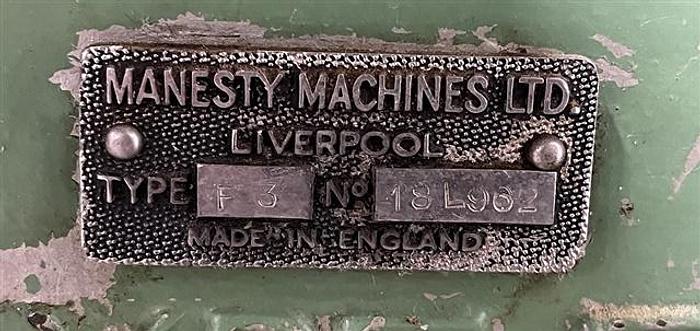 MANESTY MACHINES LTD.
LIVERPOOL
TYPE F 3 Nº 18L962
MADE IN ENGLAND